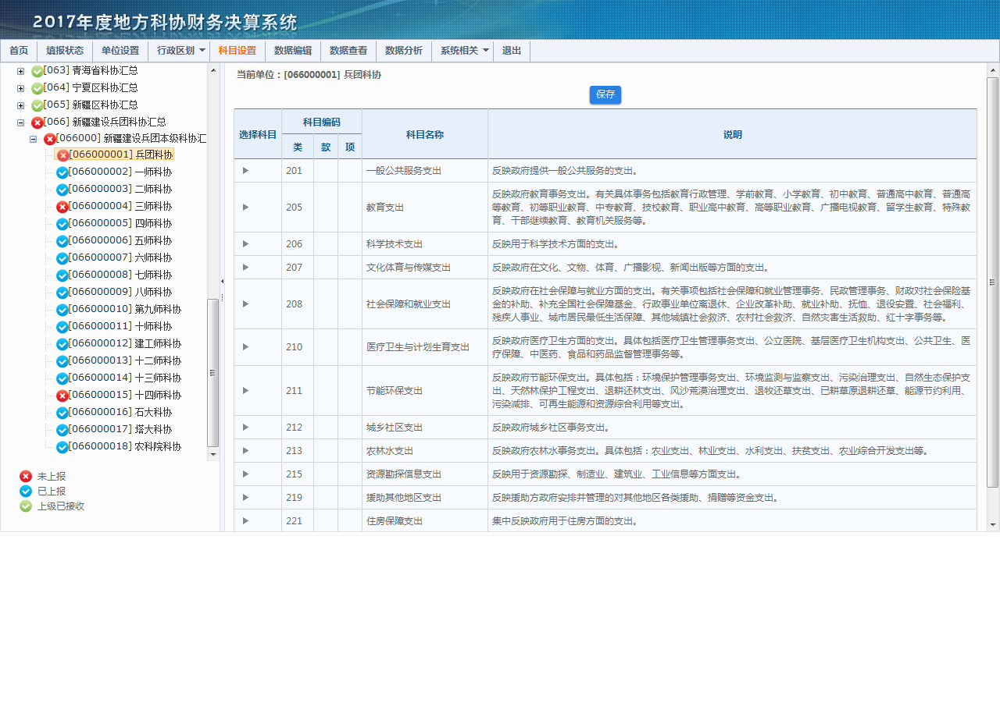 2017年度地方科协财务决算系统
首页 填报状态 单位设置 行政区划 科目设置 数据编辑 数据查看 数据分析 系统相关 退出
[063] 青海省科协汇总
[064] 宁夏区科协汇总
[065] 新疆区科协汇总
[066] 新疆建设兵团科协汇总
[066000] 新疆建设兵团本级科协汇
[066000001] 兵团科协
[066000002] 一师科协
[066000003] 二师科协
[066000004] 三师科协
[066000005] 四师科协
[066000006] 五师科协
[066000007] 六师科协
[066000008] 七师科协
[066000009] 八师科协
[066000010] 第九师科协
[066000011] 十师科协
[066000012] 建工师科协
[066000013] 十二师科协
[066000014] 十三师科协
[066000015] 十四师科协
[066000016] 石大科协
[066000017] 塔大科协
[066000018] 农科院科协
未上报
已上报
上级已接收
当前单位：[066000001] 兵团科协
保存
选择科目 科目编码 科目名称 说明
类 款 项
201 一般公共服务支出 反映政府提供一般公共服务的支出。
205 教育支出 反映政府教育事务支出。有关具体事务包括教育行政管理、学前教育、小学教育、初中教育、普通高中教育、普通高
等教育、初等职业教育、中专教育、技校教育、职业高中教育、高等职业教育、广播电视教育、留学生教育、特殊教
育、干部继续教育、教育机关服务等。
206 科学技术支出 反映用于科学技术方面的支出。
207 文化体育与传媒支出 反映政府在文化、文物、体育、广播影视、新闻出版等方面的支出。
208 社会保障和就业支出 反映政府在社会保障与就业方面的支出。有关事项包括社会保障和就业管理事务、民政管理事务、财政对社会保险基
金的补助、补充全国社会保障基金、行政事业单位离退休、企业改革补助、就业补助、抚恤、退役安置、社会福利、
残疾人事业、城市居民最低生活保障、其他城镇社会救济、农村社会救济、自然灾害生活救助、红十字事务等。
210 医疗卫生与计划生育支出 反映政府医疗卫生方面的支出。具体包括医疗卫生管理事务支出、公立医院、基层医疗卫生机构支出、公共卫生、医
疗保障、中医药、食品和药品监督管理事务等。
211 节能环保支出 反映政府节能环保支出。具体包括：环境保护管理事务支出、环境监测与监察支出、污染治理支出、自然生态保护支
出、天然林保护工程支出、退耕还林支出、风沙荒漠治理支出、退牧还草支出、已耕草原退耕还草、能源节约利用、
污染减排、可再生能源和资源综合利用等支出。
212 城乡社区支出 反映政府城乡社区事务支出。
213 农林水支出 反映政府农林水事务支出。具体包括：农业支出、林业支出、水利支出、扶贫支出、农业综合开发支出等。
215 资源勘探信息支出 反映用于资源勘探、制造业、建筑业、工业信息等方面支出。
219 援助其他地区支出 反映援助方政府安排并管理的对其他地区各类援助、捐赠等资金支出。
221 住房保障支出 集中反映政府用于住房方面的支出。